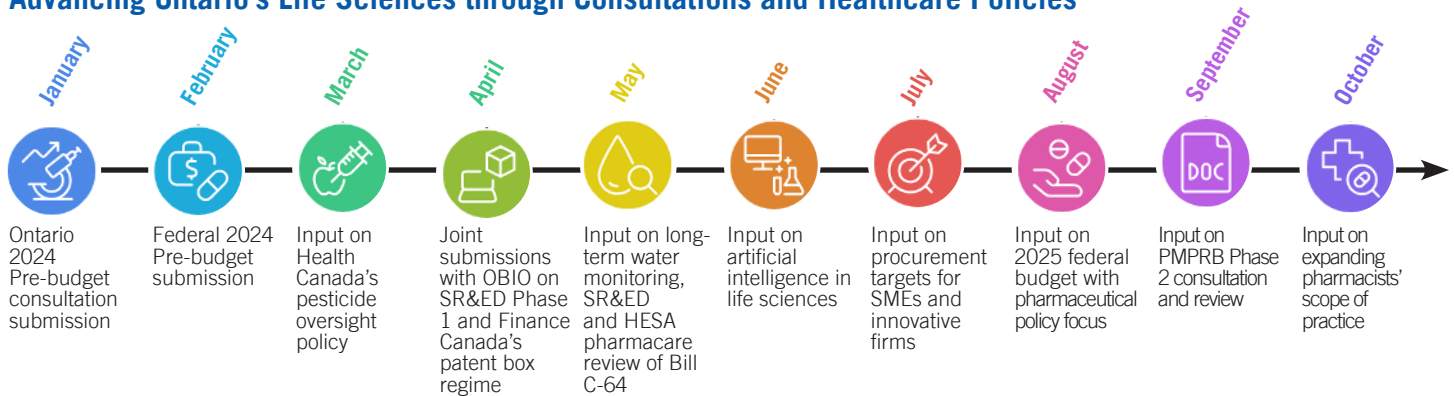 Advancing Ontario's Life Sciences through Consultations and Healthcare Policies
January
February
March
April
May
June
July
August
September
October
DOC
Ontario
2024
Pre-budget
consultation
submission
Federal 2024
Pre-budget
submission
Input on
Health
Canada's
pesticide
oversight
policy
Joint
submissions
with OBIO on
SR&ED Phase
1 and Finance
Canada's
patent box
regime
Input on long-
term water
monitoring,
SR&ED
and HESA
pharmacare
review of Bill
C-64
Input on
artificial
intelligence in
life sciences
Input on
procurement
targets for
SMEs and
innovative
firms
Input on
2025 federal
budget with
pharmaceutical
policy focus
Input on
PMPRB Phase
2 consultation
and review
Input on
expanding
pharmacists'
scope of
practice